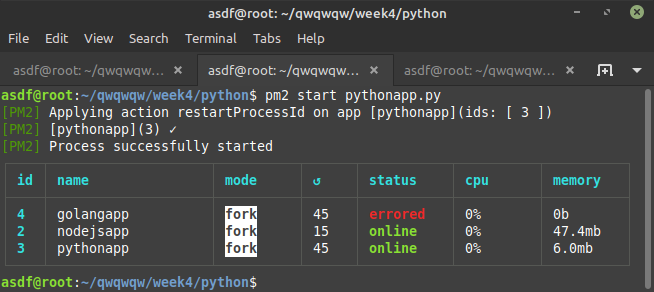 asdf@root: ~/qwqwqw/week4/python
File Edit View Search Terminal Tabs Help
asdf@root: ~/qwqwqw... × asdf@root: ~/qwqwqw... × asdf@root: ~/qwqwqw... ×
asdf@root:~/qwqwqw/week4/python$ pm2 start pythonapp.py
[PM2] Applying action restartProcessId on app [pythonapp](ids: [ 3 ])
[PM2] [pythonapp](3) ✓
[PM2] Process successfully started
id name mode ↺ status cpu memory
4 golangapp fork 45 errored 0% 0b
2 nodejsapp fork 15 online 0% 47.4mb
3 pythonapp fork 45 online 0% 6.0mb
asdf@root:~/qwqwqw/week4/python$